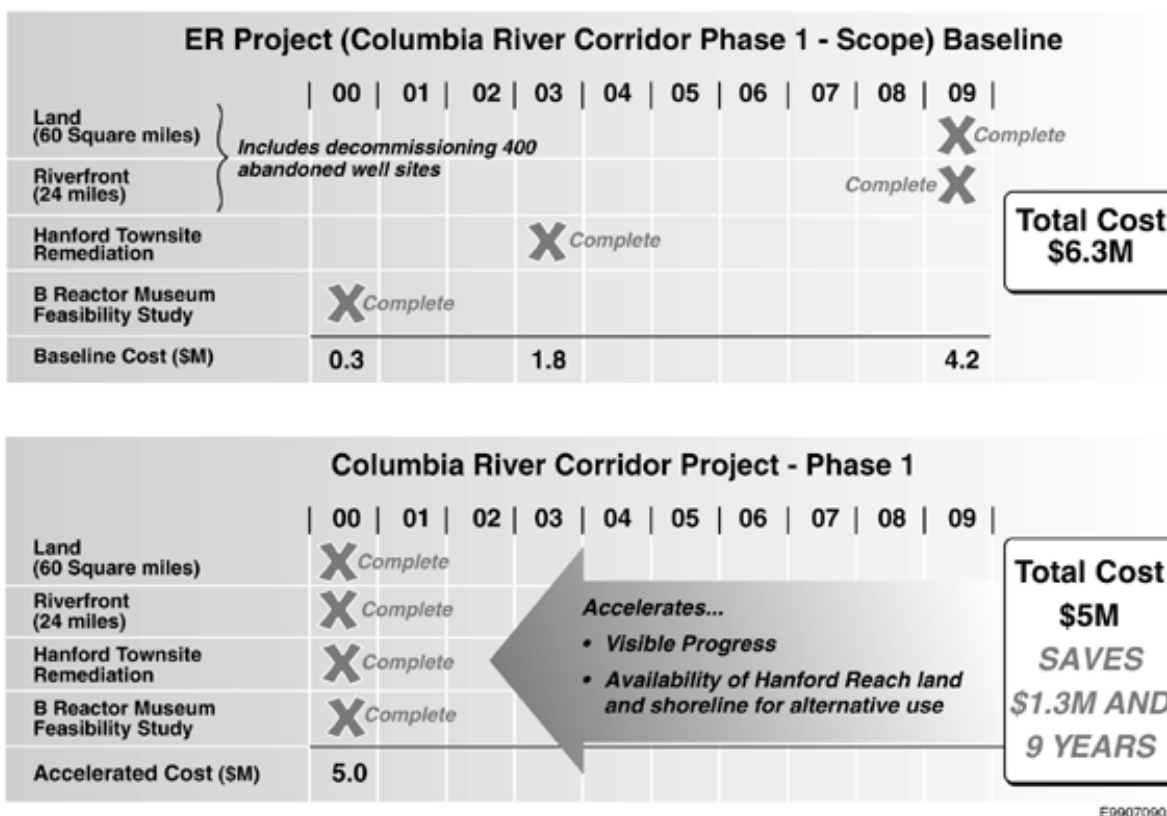 ER Project (Columbia River Corridor Phase 1 - Scope) Baseline
| 00 | 01 | 02 | 03 | 04 | 05 | 06 | 07 | 08 | 09 |
Land
(60 Square miles)
Includes decommissioning 400
abandoned well sites
Complete
Riverfront
(24 miles)
Complete
Total Cost
$6.3M
Hanford Townsite
Remediation
Complete
B Reactor Museum
Feasibility Study
Complete
Baseline Cost ($M) 0.3 1.8 4.2
Columbia River Corridor Project - Phase 1
| 00 | 01 | 02 | 03 | 04 | 05 | 06 | 07 | 08 | 09 |
Land
(60 Square miles)
Complete
Riverfront
(24 miles)
Complete
Hanford Townsite
Remediation
Complete
B Reactor Museum
Feasibility Study
Complete
Accelerates...
• Visible Progress
• Availability of Hanford Reach land
and shoreline for alternative use
Total Cost
$5M
SAVES
$1.3M AND
9 YEARS
Accelerated Cost ($M) 5.0
E9907090